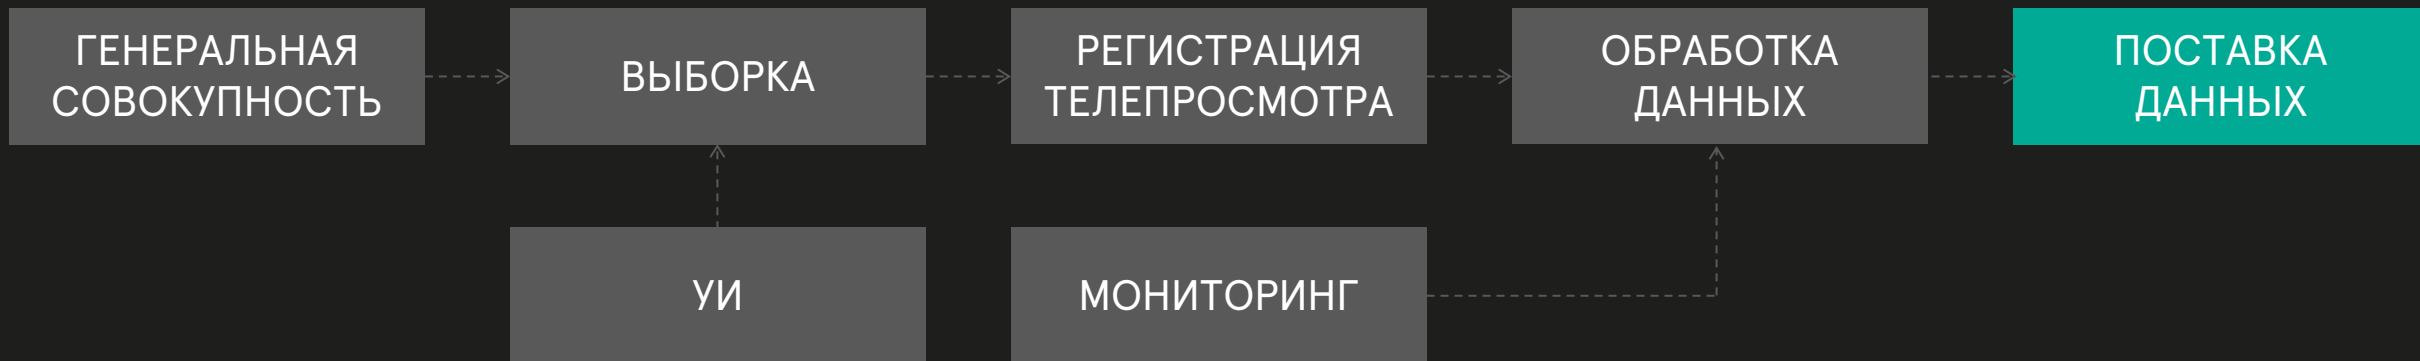 ГЕНЕРАЛЬНАЯ
СОВОКУПНОСТЬ
ВЫБОРКА
РЕГИСТРАЦИЯ
ТЕЛЕПРОСМОТРА
ОБРАБОТКА
ДАННЫХ
ПОСТАВКА
ДАННЫХ
УИ
МОНИТОРИНГ